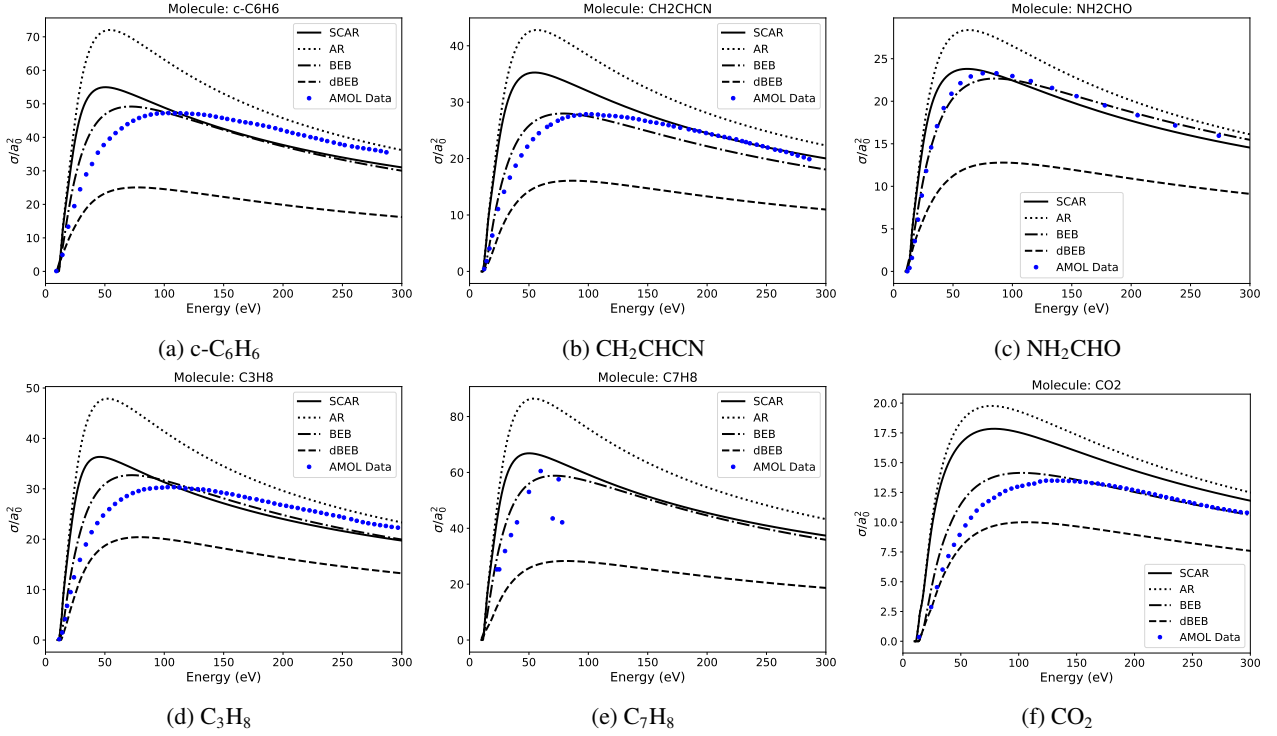 Molecule: c-C6H6
SCAR
AR
BEB
dBEB
AMOL Data
70
60
50
40
30
20
10
0
σ/a₀²
0 50 100 150 200 250 300
Energy (eV)
(a) c-C₆H₆
Molecule: CH2CHCN
SCAR
AR
BEB
dBEB
AMOL Data
40
30
20
10
0
σ/a₀²
0 50 100 150 200 250 300
Energy (eV)
(b) CH₂CHCN
Molecule: NH2CHO
25
20
15
10
5
0
σ/a₀²
SCAR
AR
BEB
dBEB
AMOL Data
0 50 100 150 200 250 300
Energy (eV)
(c) NH₂CHO
Molecule: C3H8
SCAR
AR
BEB
dBEB
AMOL Data
50
40
30
20
10
0
σ/a₀²
0 50 100 150 200 250 300
Energy (eV)
(d) C₃H₈
Molecule: C7H8
SCAR
AR
BEB
dBEB
AMOL Data
80
60
40
20
0
σ/a₀²
0 50 100 150 200 250 300
Energy (eV)
(e) C₇H₈
Molecule: CO2
20.0
17.5
15.0
12.5
10.0
7.5
5.0
2.5
0.0
σ/a₀²
SCAR
AR
BEB
dBEB
AMOL Data
0 50 100 150 200 250 300
Energy (eV)
(f) CO₂